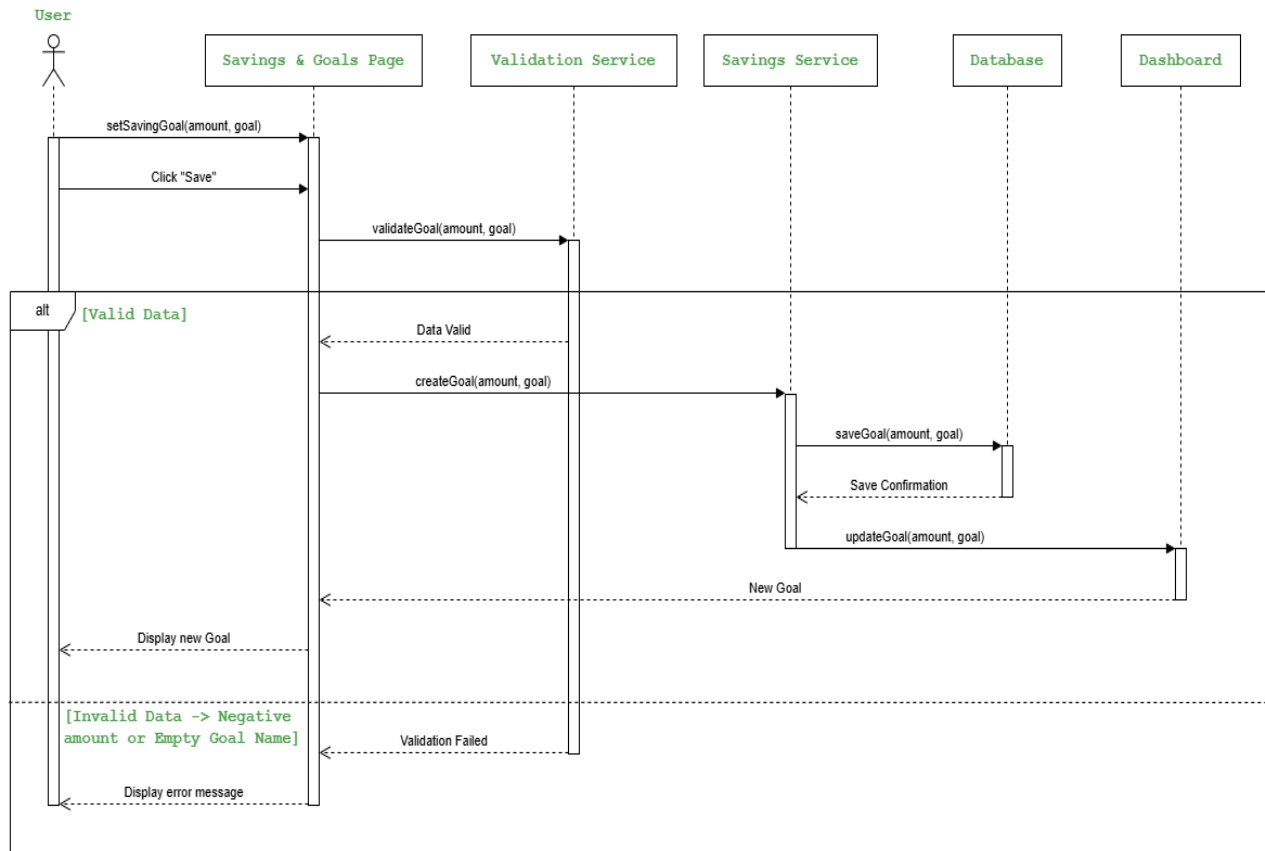 User
Savings & Goals Page
Validation Service
Savings Service
Database
Dashboard
setSavingGoal(amount, goal)
Click "Save"
validateGoal(amount, goal)
alt
[Valid Data]
Data Valid
createGoal(amount, goal)
saveGoal(amount, goal)
Save Confirmation
updateGoal(amount, goal)
New Goal
Display new Goal
[Invalid Data -> Negative
amount or Empty Goal Name]
Validation Failed
Display error message